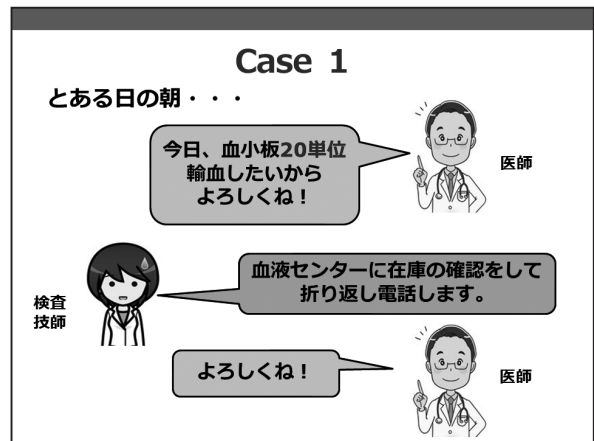 Case 1
とある日の朝・・・
今日、血小板20単位
輸血したいから
よろしくね！
医師
血液センターに在庫の確認をして
折り返し電話します。
検査
技師
よろしくね！
医師